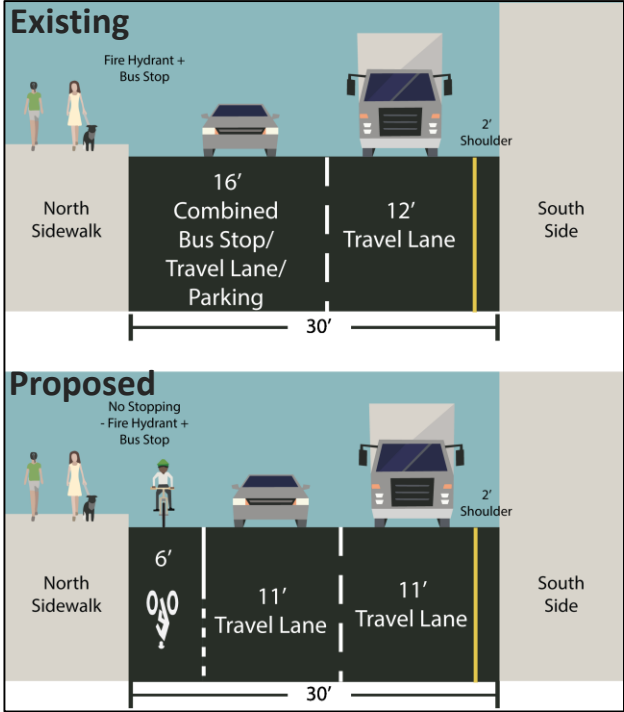 Existing
Fire Hydrant +
Bus Stop
2'
Shoulder
16'
Combined
Bus Stop/
Travel Lane/
Parking
12'
Travel Lane
North
Sidewalk
South
Side
30'
Proposed
No Stopping
- Fire Hydrant +
Bus Stop
2'
Shoulder
6'
11'
Travel Lane
11'
Travel Lane
North
Sidewalk
South
Side
30'